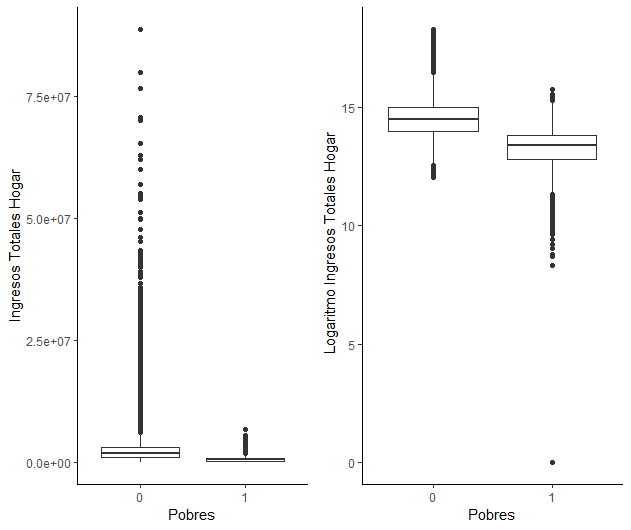 Ingresos Totales Hogar
7.5e+07
5.0e+07
2.5e+07
0.0e+00
0 1
Pobres
Logaritmo Ingresos Totales Hogar
15
10
5
0
0 1
Pobres